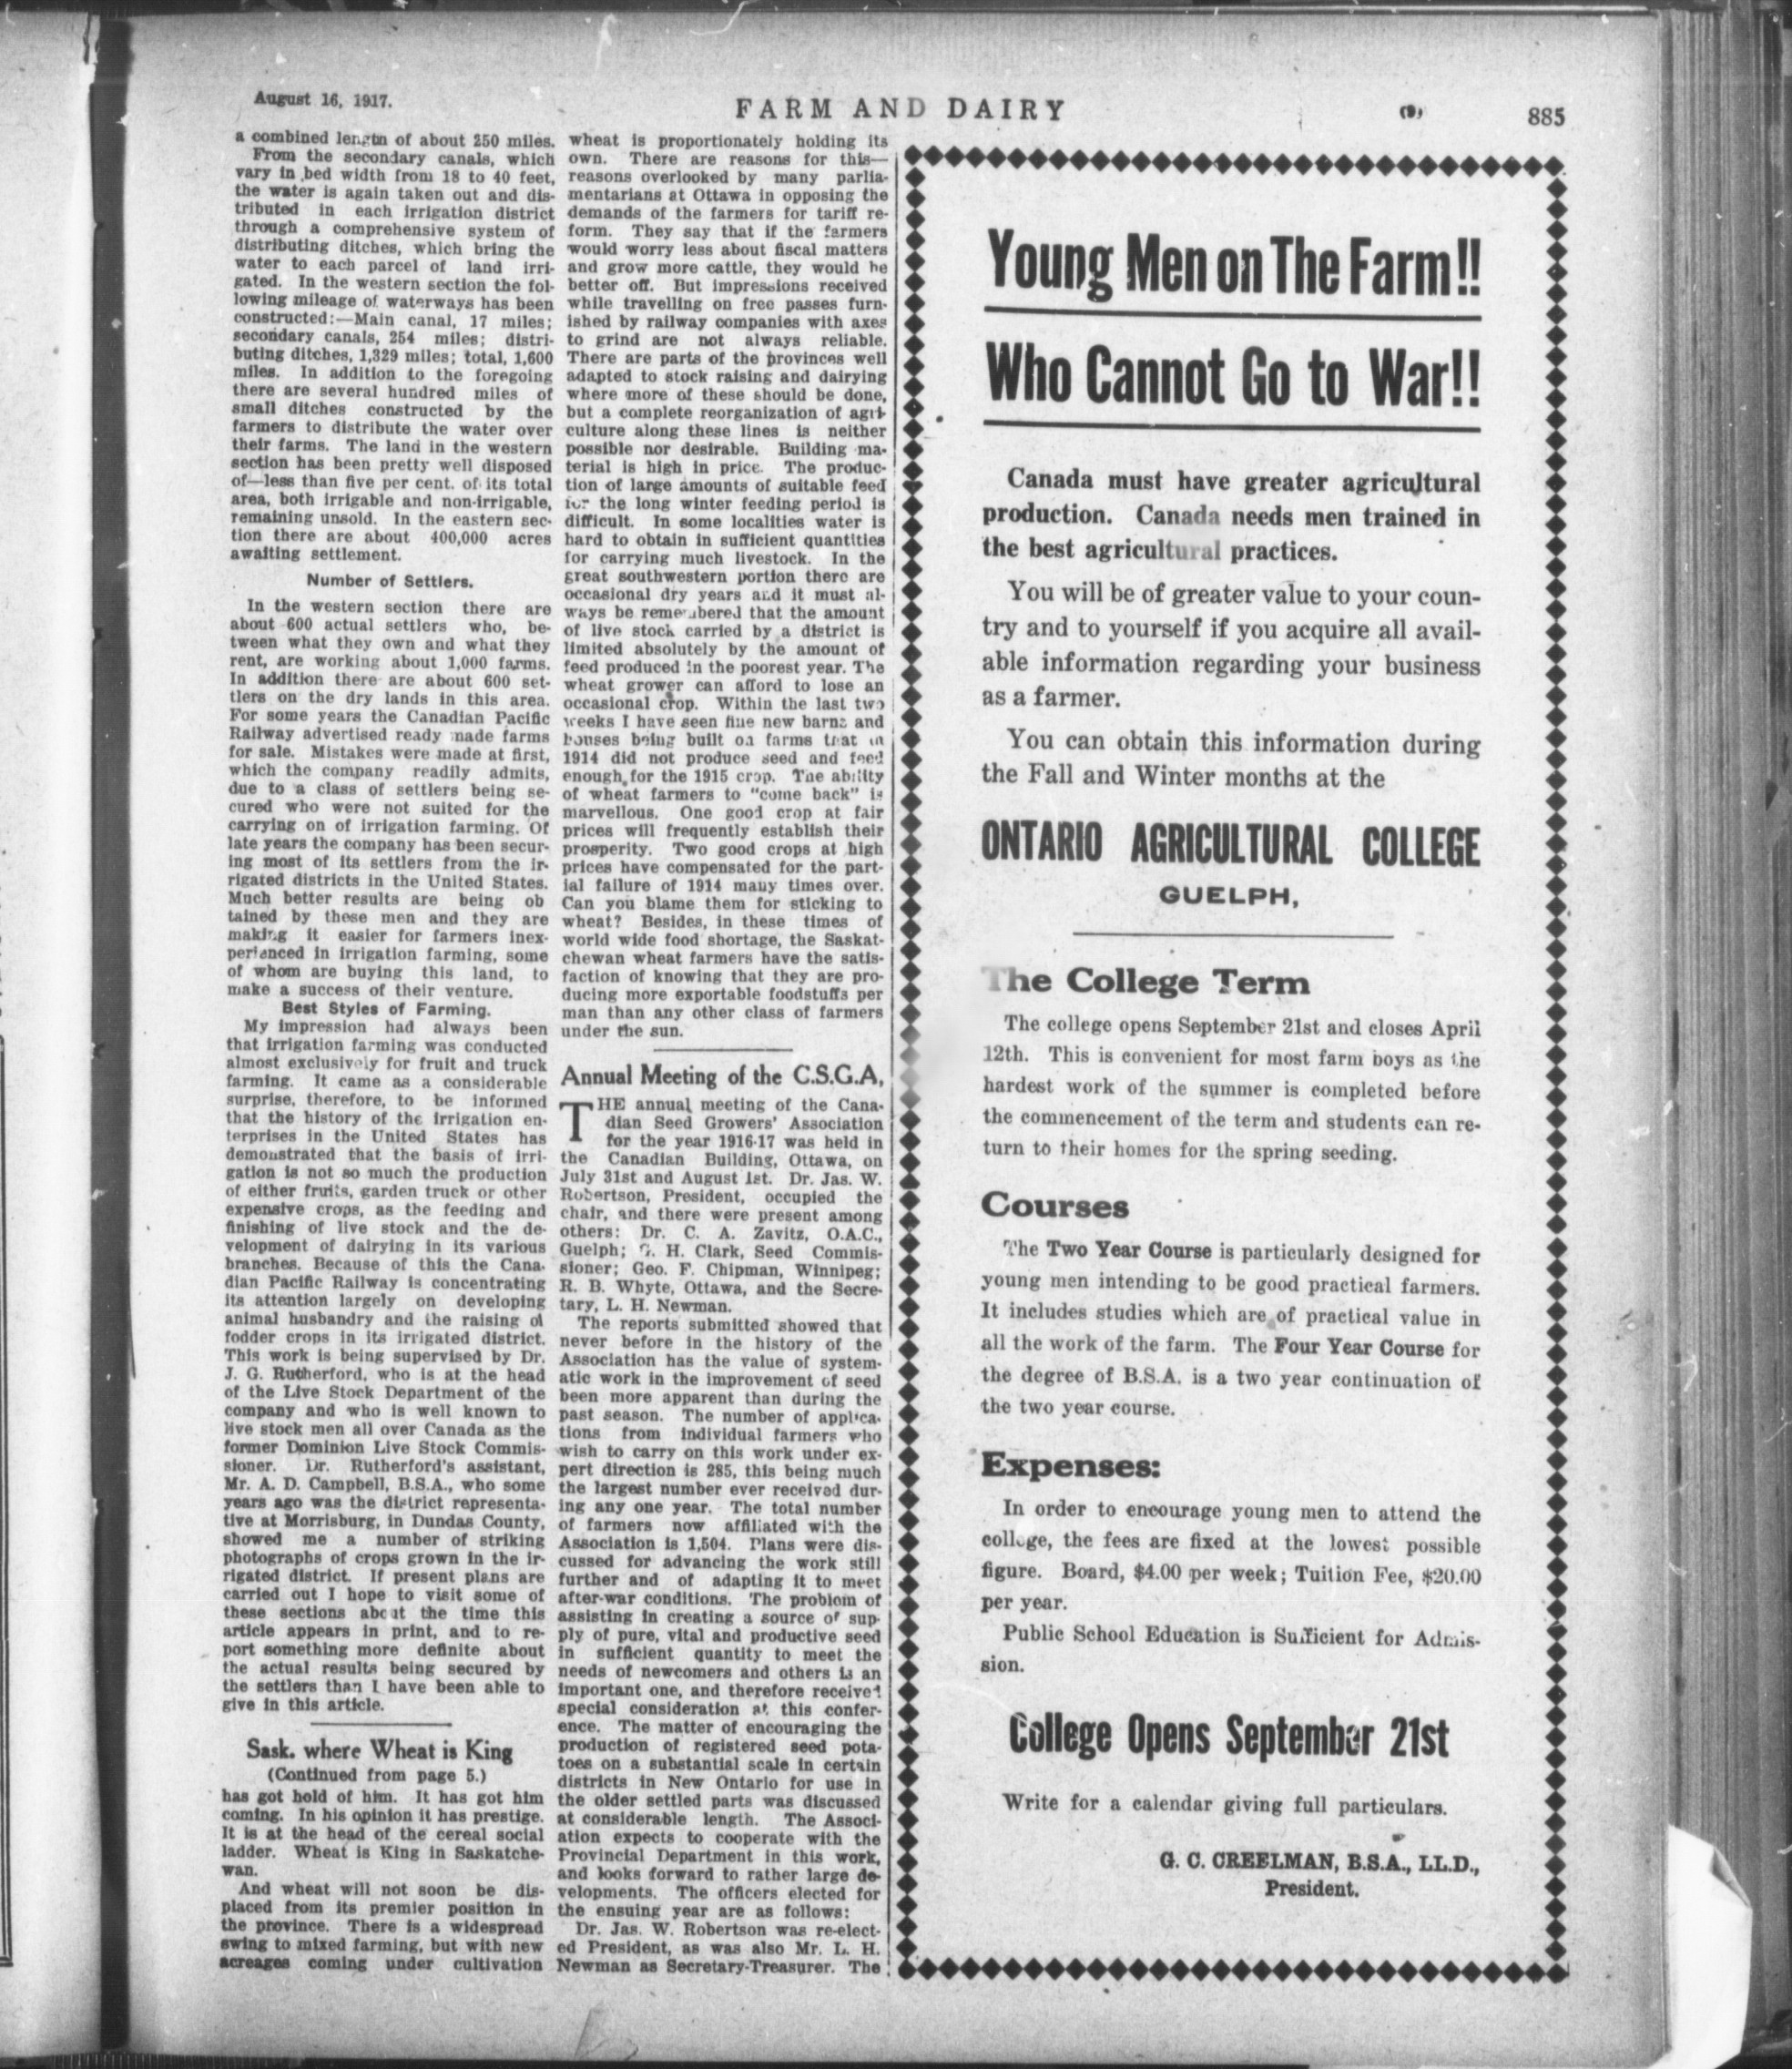 August 16, 1917.
FARM AND DAIRY
(9)
885
a combined length of about 250 miles.
From the secondary canals, which
vary in bed width from 18 to 40 feet,
the water is again taken out and dis-
tributed in each irrigation district
through a comprehensive system of
distributing ditches, which bring the
water to each parcel of land irri-
gated. In the western section the fol-
lowing mileage of waterways has been
constructed:—Main canal, 17 miles;
secondary canals, 254 miles; distri-
buting ditches, 1,329 miles; total, 1,600
miles. In addition to the foregoing
there are several hundred miles of
small ditches constructed by the
farmers to distribute the water over
their farms. The land in the western
section has been pretty well disposed
of—less than five per cent. of its total
area, both irrigable and non-irrigable,
remaining unsold. In the eastern sec-
tion there are about 400,000 acres
awaiting settlement.
Number of Settlers.
In the western section there are
about 600 actual settlers who, be-
tween what they own and what they
rent, are working about 1,000 farms.
In addition there are about 600 set-
tlers on the dry lands in this area.
For some years the Canadian Pacific
Railway advertised ready made farms
for sale. Mistakes were made at first,
which the company readily admits,
due to a class of settlers being se-
cured who were not suited for the
carrying on of irrigation farming. Of
late years the company has been secur-
ing most of its settlers from the ir-
rigated districts in the United States.
Much better results are being ob
tained by these men and they are
making it easier for farmers inex-
perienced in irrigation farming, some
of whom are buying this land, to
make a success of their venture.
Best Styles of Farming.
My impression had always been
that irrigation farming was conducted
almost exclusively for fruit and truck
farming. It came as a considerable
surprise, therefore, to be informed
that the history of the irrigation en-
terprises in the United States has
demonstrated that the basis of irri-
gation is not so much the production
of either fruits, garden truck or other
expensive crops, as the feeding and
finishing of live stock and the de-
velopment of dairying in its various
branches. Because of this the Cana-
dian Pacific Railway is concentrating
its attention largely on developing
animal husbandry and the raising of
fodder crops in its irrigated district.
This work is being supervised by Dr.
J. G. Rutherford, who is at the head
of the Live Stock Department of the
company and who is well known to
live stock men all over Canada as the
former Dominion Live Stock Commis-
sioner. Dr. Rutherford's assistant,
Mr. A. D. Campbell, B.S.A., who some
years ago was the district representa-
tive at Morrisburg, in Dundas County,
showed me a number of striking
photographs of crops grown in the ir-
rigated district. If present plans are
carried out I hope to visit some of
these sections about the time this
article appears in print, and to re-
port something more definite about
the actual results being secured by
the settlers than I have been able to
give in this article.
Sask. where Wheat is King
(Continued from page 5.)
has got hold of him. It has got him
coming. In his opinion it has prestige.
It is at the head of the cereal social
ladder. Wheat is King in Saskatche-
wan.
And wheat will not soon be dis-
placed from its premier position in
the province. There is a widespread
swing to mixed farming, but with new
acreages coming under cultivation
wheat is proportionately holding its
own. There are reasons for this—
reasons overlooked by many parlia-
mentarians at Ottawa in opposing the
demands of the farmers for tariff re-
form. They say that if the farmers
would worry less about fiscal matters
and grow more cattle, they would be
better off. But impressions received
while travelling on free passes furn-
ished by railway companies with axes
to grind are not always reliable.
There are parts of the provinces well
adapted to stock raising and dairying
where more of these should be done,
but a complete reorganization of agri-
culture along these lines is neither
possible nor desirable. Building ma-
terial is high in price. The produc-
tion of large amounts of suitable feed
for the long winter feeding period is
difficult. In some localities water is
hard to obtain in sufficient quantities
for carrying much livestock. In the
great southwestern portion there are
occasional dry years and it must al-
ways be remembered that the amount
of live stock carried by a district is
limited absolutely by the amount of
feed produced in the poorest year. The
wheat grower can afford to lose an
occasional crop. Within the last two
weeks I have seen fine new barns and
houses being built on farms that in
1914 did not produce seed and feed
enough for the 1915 crop. The ability
of wheat farmers to "come back" is
marvellous. One good crop at fair
prices will frequently establish their
prosperity. Two good crops at high
prices have compensated for the part-
ial failure of 1914 many times over.
Can you blame them for sticking to
wheat? Besides, in these times of
world wide food shortage, the Saskat-
chewan wheat farmers have the satis-
faction of knowing that they are pro-
ducing more exportable foodstuffs per
man than any other class of farmers
under the sun.
Annual Meeting of the C.S.G.A,
THE annual meeting of the Cana-
dian Seed Growers' Association
for the year 1916-17 was held in
the Canadian Building, Ottawa, on
July 31st and August 1st. Dr. Jas. W.
Robertson, President, occupied the
chair, and there were present among
others: Dr. C. A. Zavitz, O.A.C.,
Guelph; G. H. Clark, Seed Commis-
sioner; Geo. F. Chipman, Winnipeg;
R. B. Whyte, Ottawa, and the Secre-
tary, L. H. Newman.
The reports submitted showed that
never before in the history of the
Association has the value of system-
atic work in the improvement of seed
been more apparent than during the
past season. The number of applica-
tions from individual farmers who
wish to carry on this work under ex-
pert direction is 285, this being much
the largest number ever received dur-
ing any one year. The total number
of farmers now affiliated with the
Association is 1,504. Plans were dis-
cussed for advancing the work still
further and of adapting it to meet
after-war conditions. The problem of
assisting in creating a source of sup-
ply of pure, vital and productive seed
in sufficient quantity to meet the
needs of newcomers and others is an
important one, and therefore received
special consideration at this confer-
ence. The matter of encouraging the
production of registered seed pota-
toes on a substantial scale in certain
districts in New Ontario for use in
the older settled parts was discussed
at considerable length. The Associ-
ation expects to cooperate with the
Provincial Department in this work,
and looks forward to rather large de-
velopments. The officers elected for
the ensuing year are as follows:
Dr. Jas. W. Robertson was re-elect-
ed President, as was also Mr. L. H.
Newman as Secretary-Treasurer. The
Young Men on The Farm!!
Who Cannot Go to War!!
Canada must have greater agricultural
production. Canada needs men trained in
the best agricultural practices.
You will be of greater value to your coun-
try and to yourself if you acquire all avail-
able information regarding your business
as a farmer.
You can obtain this information during
the Fall and Winter months at the
ONTARIO AGRICULTURAL COLLEGE
GUELPH,
The College Term
The college opens September 21st and closes April
12th. This is convenient for most farm boys as the
hardest work of the summer is completed before
the commencement of the term and students can re-
turn to their homes for the spring seeding.
Courses
The Two Year Course is particularly designed for
young men intending to be good practical farmers.
It includes studies which are of practical value in
all the work of the farm. The Four Year Course for
the degree of B.S.A. is a two year continuation of
the two year course.
Expenses:
In order to encourage young men to attend the
college, the fees are fixed at the lowest possible
figure. Board, $4.00 per week; Tuition Fee, $20.00
per year.
Public School Education is Sufficient for Admis-
sion.
College Opens September 21st
Write for a calendar giving full particulars.
G. C. CREELMAN, B.S.A., LL.D.,
President.